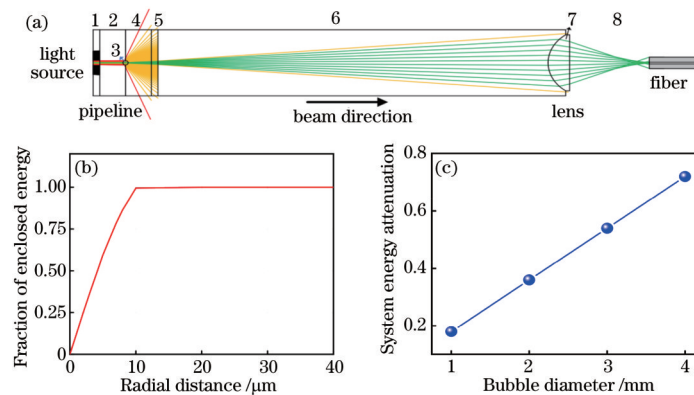 (a)
1 2 4 5 6 7 8
3
light source
pipeline
beam direction
lens
fiber
(b)
Fraction of enclosed energy
1.00
0.75
0.50
0.25
0
0 10 20 30 40
Radial distance /μm
(c)
System energy attenuation
0.8
0.6
0.4
0.2
1 2 3 4
Bubble diameter /mm